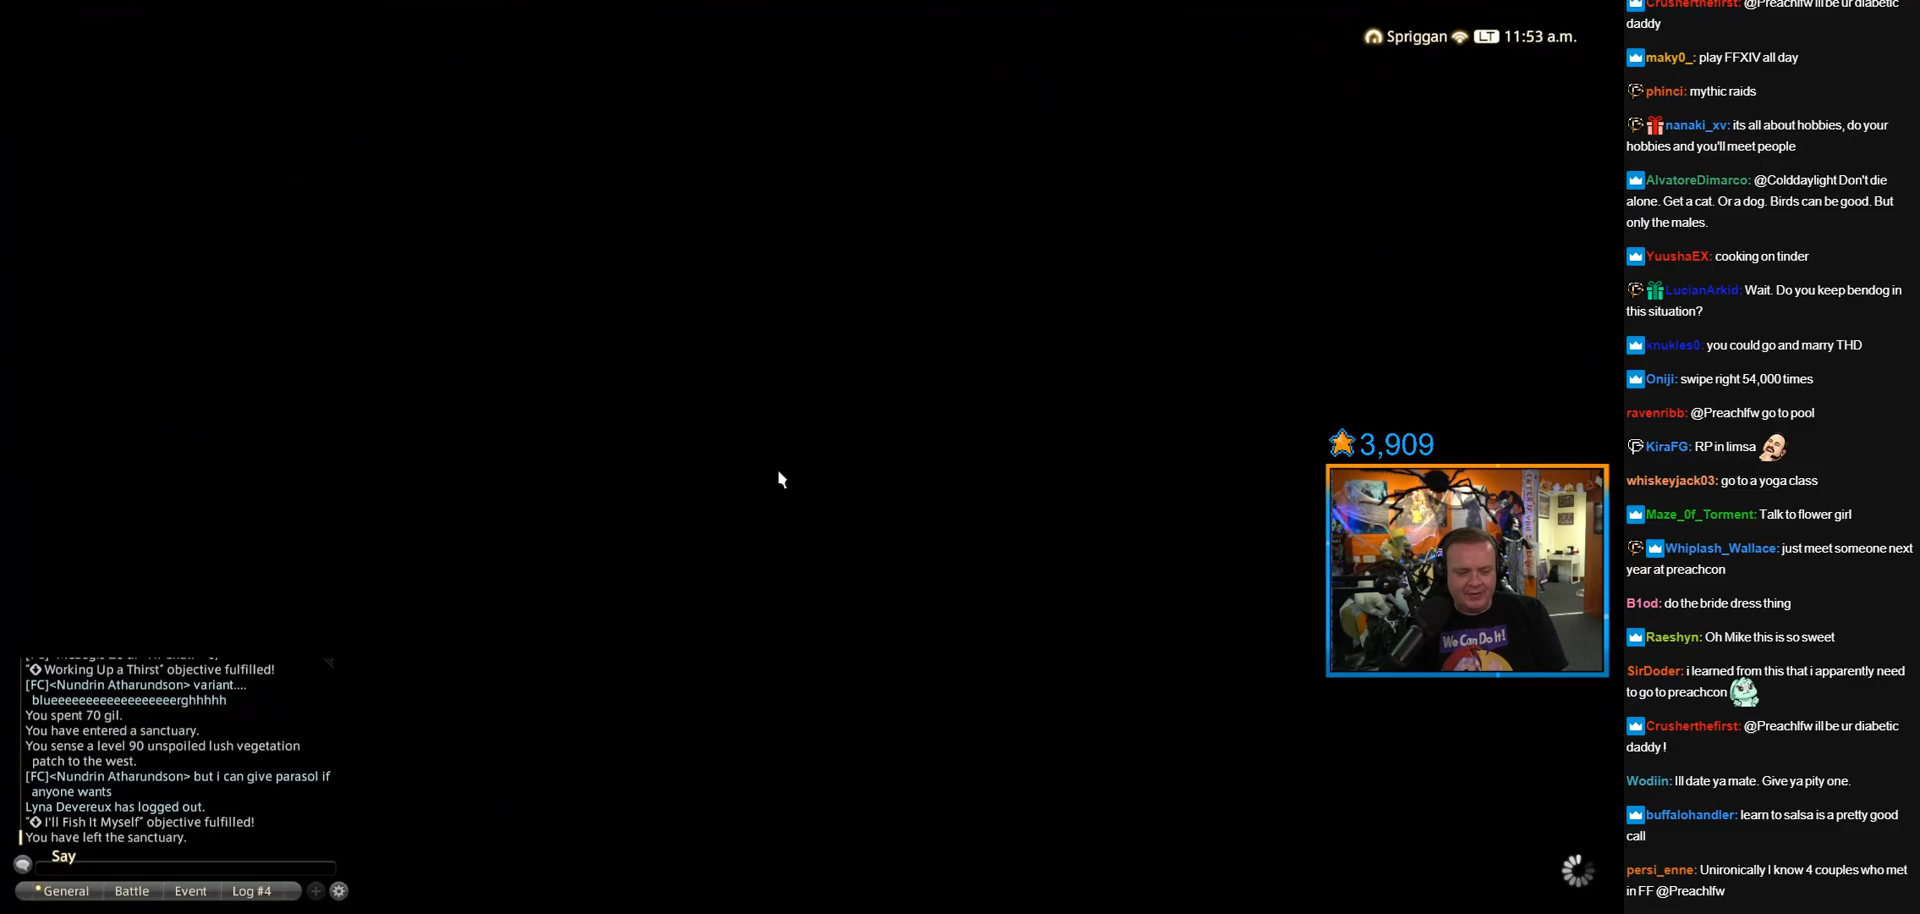 Spriggan LT 11:53 a.m.
Crusherthefirst: @Preachlfw ill be ur diabetic
daddy
maky0_: play FFXIV all day
phinci: mythic raids
nanaki_xv: its all about hobbies, do your
hobbies and you'll meet people
AlvatoreDimarco: @Colddaylight Don't die
alone. Get a cat. Or a dog. Birds can be good. But
only the males.
YuushaEX: cooking on tinder
LucianArkid: Wait. Do you keep bendog in
this situation?
knukles0: you could go and marry THD
Oniji: swipe right 54,000 times
ravenribb: @Preachlfw go to pool
KiraFG: RP in limsa
whiskeyjack03: go to a yoga class
Maze_0f_Torment: Talk to flower girl
Whiplash_Wallace: just meet someone next
year at preachcon
B1od: do the bride dress thing
Raeshyn: Oh Mike this is so sweet
SirDoder: i learned from this that i apparently need
to go to preachcon
Crusherthefirst: @Preachlfw ill be ur diabetic
daddy !
Wodiin: Ill date ya mate. Give ya pity one.
buffalohandler: learn to salsa is a pretty good
call
persi_enne: Unironically I know 4 couples who met
in FF @Preachlfw
3,909
We Can Do It!
"Working Up a Thirst" objective fulfilled!
[FC]<Nundrin Atharundson> variant....
blueeeeeeeeeeeeeeeeeerghhhhh
You spent 70 gil.
You have entered a sanctuary.
You sense a level 90 unspoiled lush vegetation
patch to the west.
[FC]<Nundrin Atharundson> but i can give parasol if
anyone wants
Lyna Devereux has logged out.
"I'll Fish It Myself" objective fulfilled!
You have left the sanctuary.
Say
General Battle Event Log #4